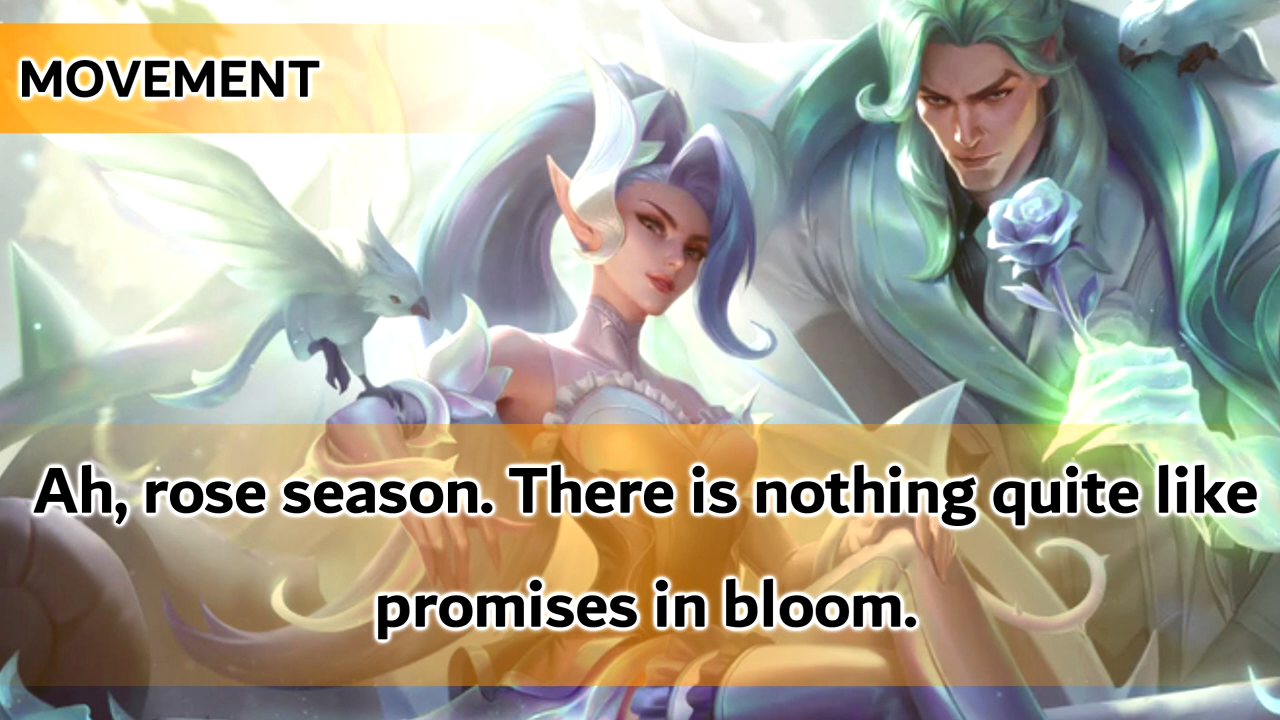 MOVEMENT
Ah, rose season. There is nothing quite like
promises in bloom.